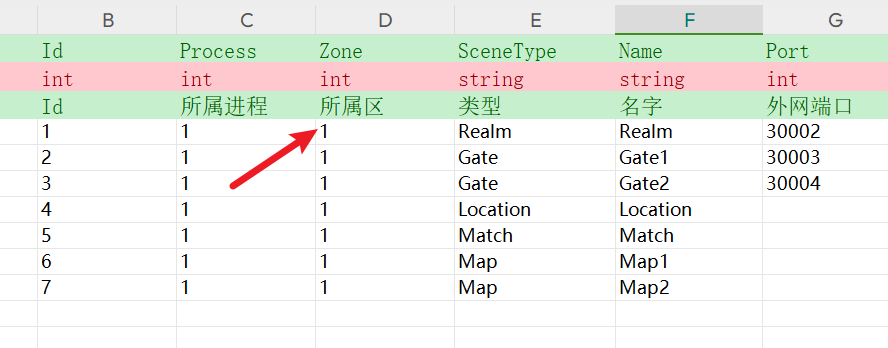 B C D E F G
Id Process Zone SceneType Name Port
int int int string string int
Id 所属进程 所属区 类型 名字 外网端口
1 1 1 Realm Realm 30002
2 1 1 Gate Gate1 30003
3 1 1 Gate Gate2 30004
4 1 1 Location Location
5 1 1 Match Match
6 1 1 Map Map1
7 1 1 Map Map2